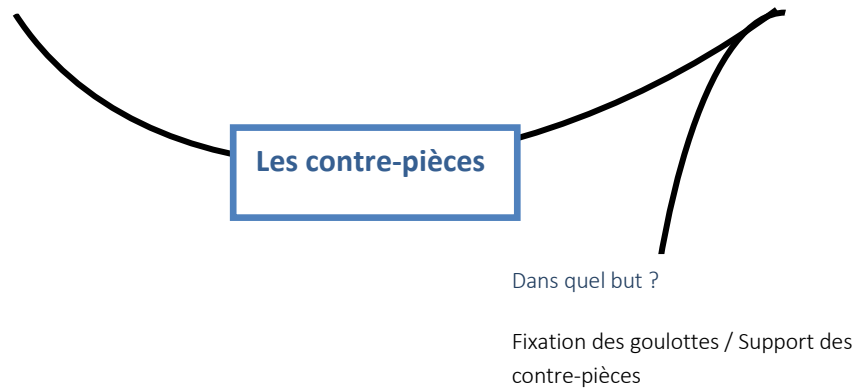 Les contre-pièces
Dans quel but ?
Fixation des goulottes / Support des
contre-pièces